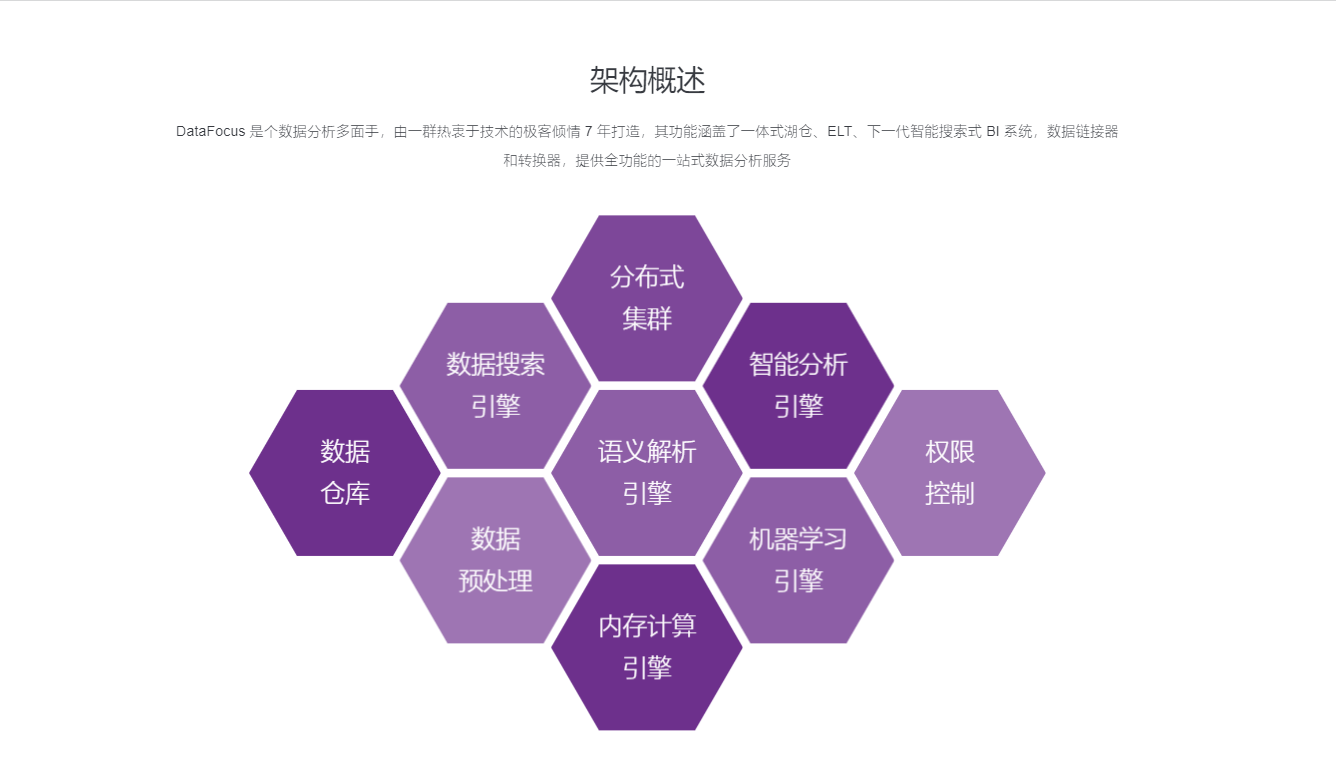 架构概述
DataFocus 是个数据分析多面手，由一群热衷于技术的极客倾情 7 年打造，其功能涵盖了一体式湖仓、ELT、下一代智能搜索式 BI 系统，数据链接器
和转换器，提供全功能的一站式数据分析服务
分布式
集群
数据搜索
引擎
智能分析
引擎
数据
仓库
语义解析
引擎
权限
控制
数据
预处理
机器学习
引擎
内存计算
引擎